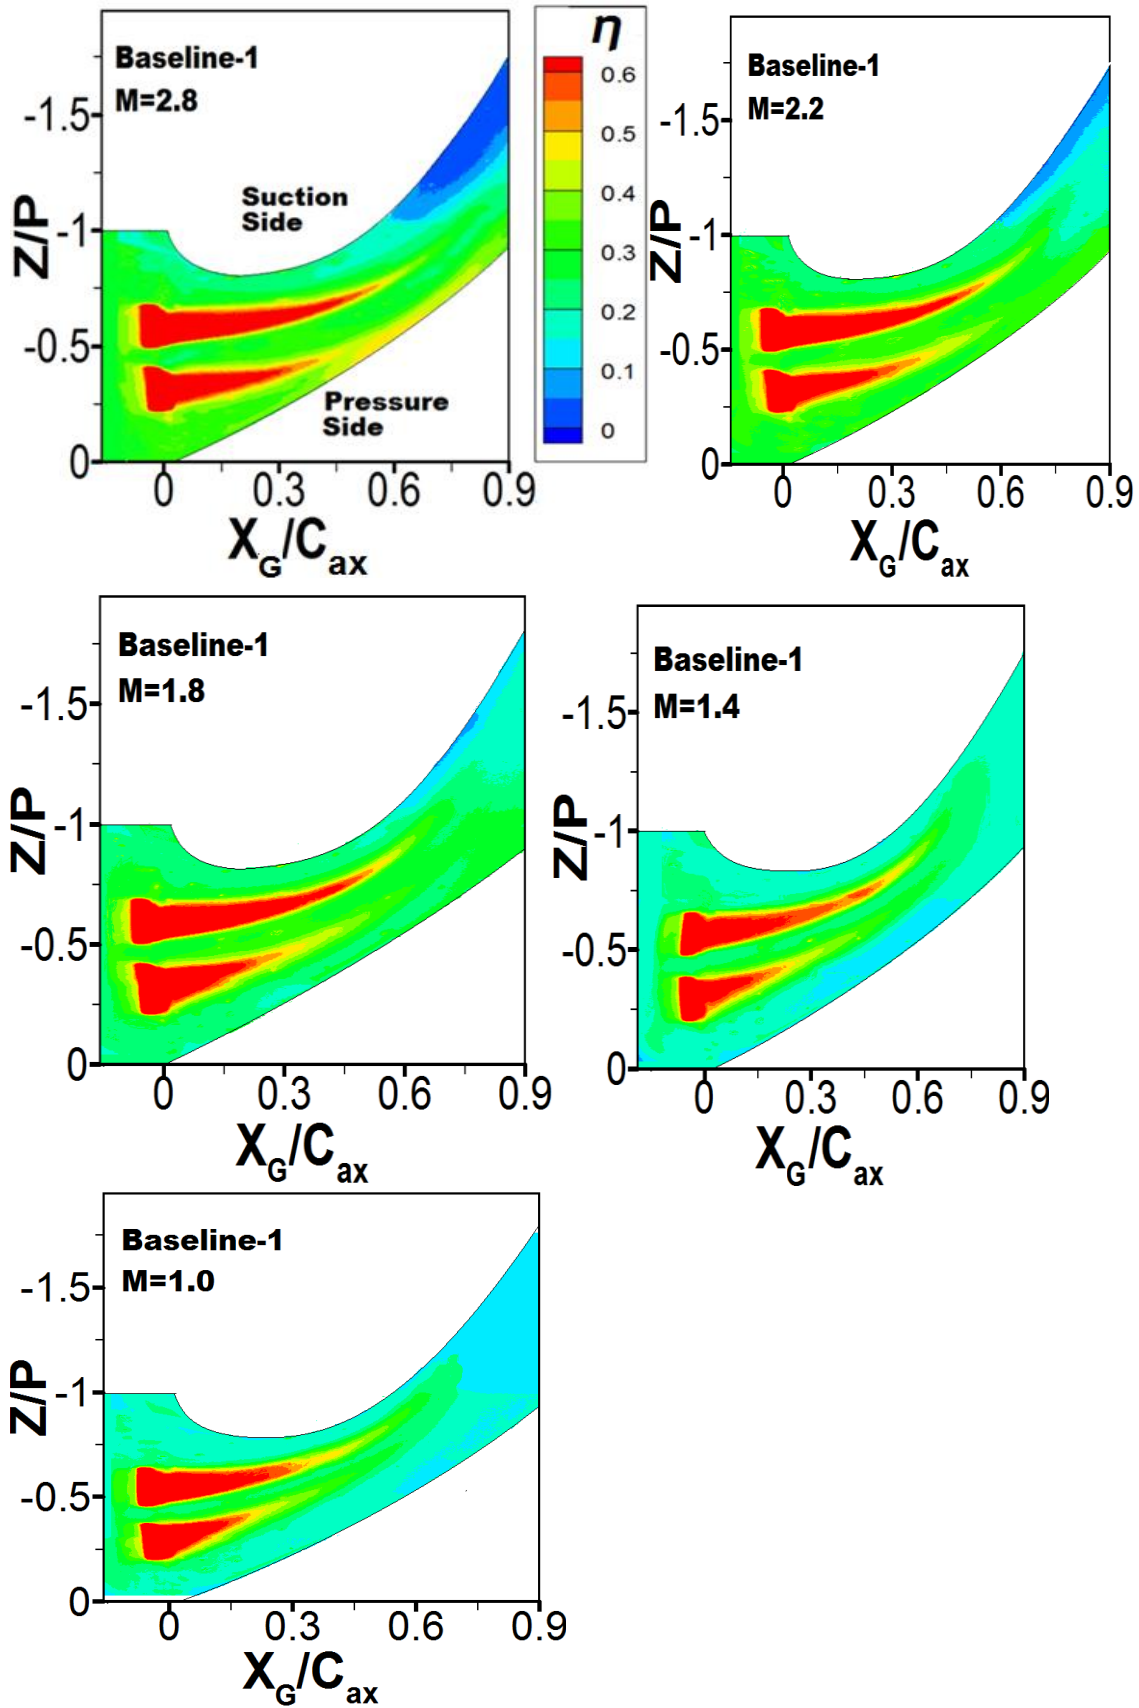 Baseline-1
M=2.8
Suction
Side
Pressure
Side
Z/P
-1.5
-1
-0.5
0
0
0.3
0.6
0.9
X_G/C_ax
η
0.6
0.5
0.4
0.3
0.2
0.1
0
Baseline-1
M=2.2
Z/P
-1.5
-1
-0.5
0
0
0.3
0.6
0.9
X_G/C_ax
Baseline-1
M=1.8
Z/P
-1.5
-1
-0.5
0
0
0.3
0.6
0.9
X_G/C_ax
Baseline-1
M=1.4
Z/P
-1.5
-1
-0.5
0
0
0.3
0.6
0.9
X_G/C_ax
Baseline-1
M=1.0
Z/P
-1.5
-1
-0.5
0
0
0.3
0.6
0.9
X_G/C_ax